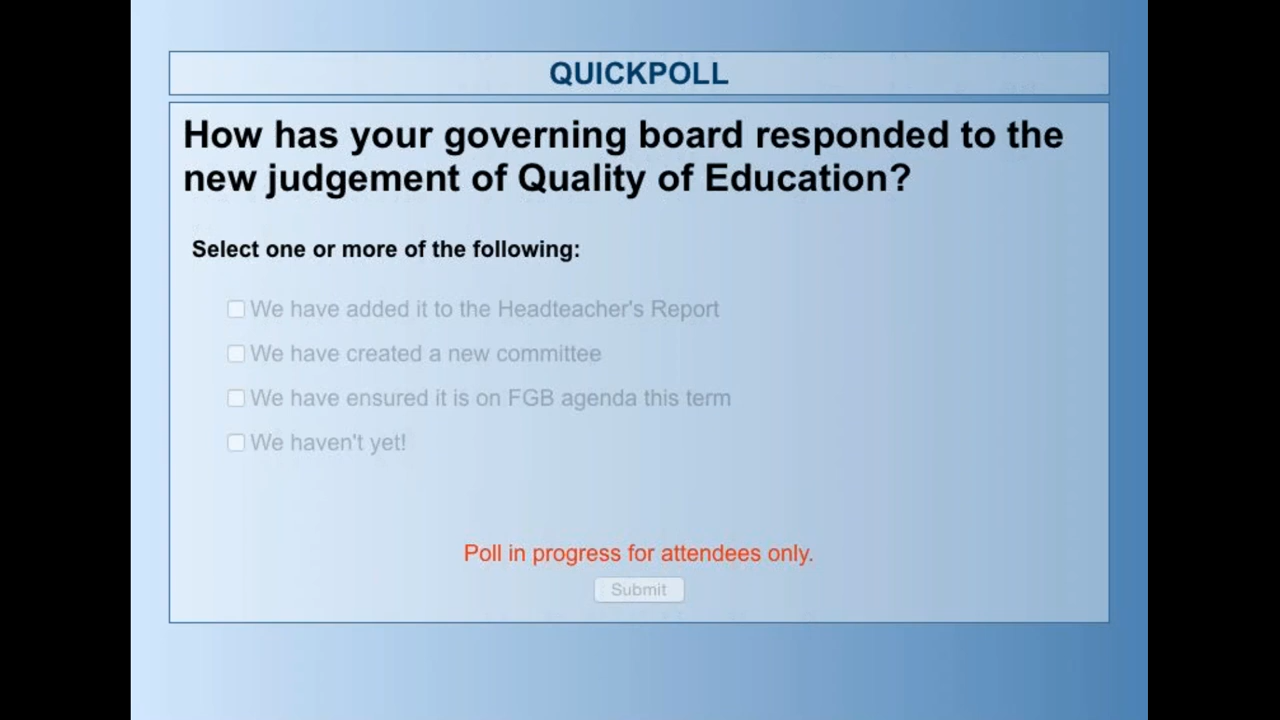 QUICKPOLL
How has your governing board responded to the
new judgement of Quality of Education?
Select one or more of the following:
We have added it to the Headteacher's Report
We have created a new committee
We have ensured it is on FGB agenda this term
We haven't yet!
Poll in progress for attendees only.
Submit